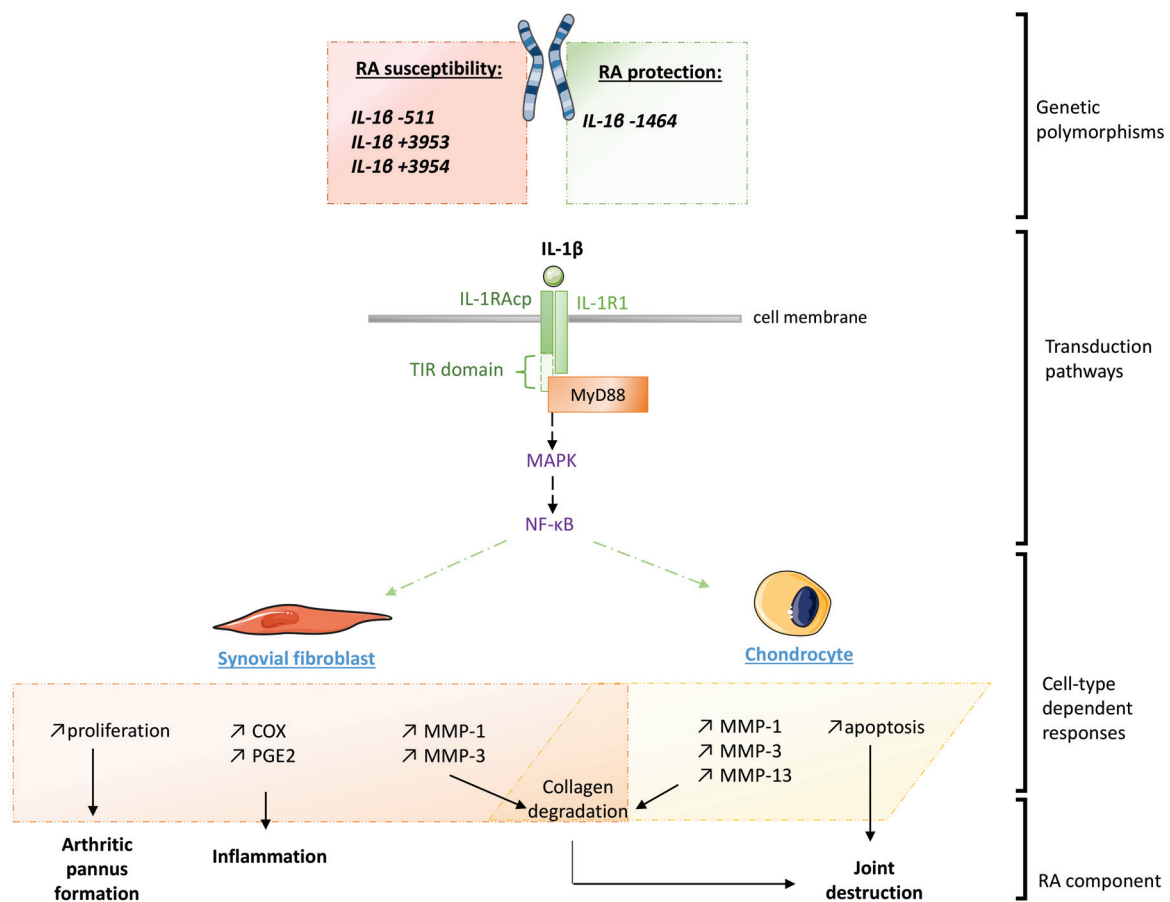 RA susceptibility:
IL-1β -511
IL-1β +3953
IL-1β +3954
RA protection:
IL-1β -1464
Genetic
polymorphisms
IL-1β
IL-1RAcp
IL-1R1
cell membrane
TIR domain
MyD88
MAPK
NF-κB
Transduction
pathways
Synovial fibroblast
Chondrocyte
↗ proliferation
↗ COX
↗ PGE2
↗ MMP-1
↗ MMP-3
↗ MMP-1
↗ MMP-3
↗ MMP-13
↗ apoptosis
Collagen
degradation
Cell-type
dependent
responses
Arthritic
pannus
formation
Inflammation
Joint
destruction
RA component